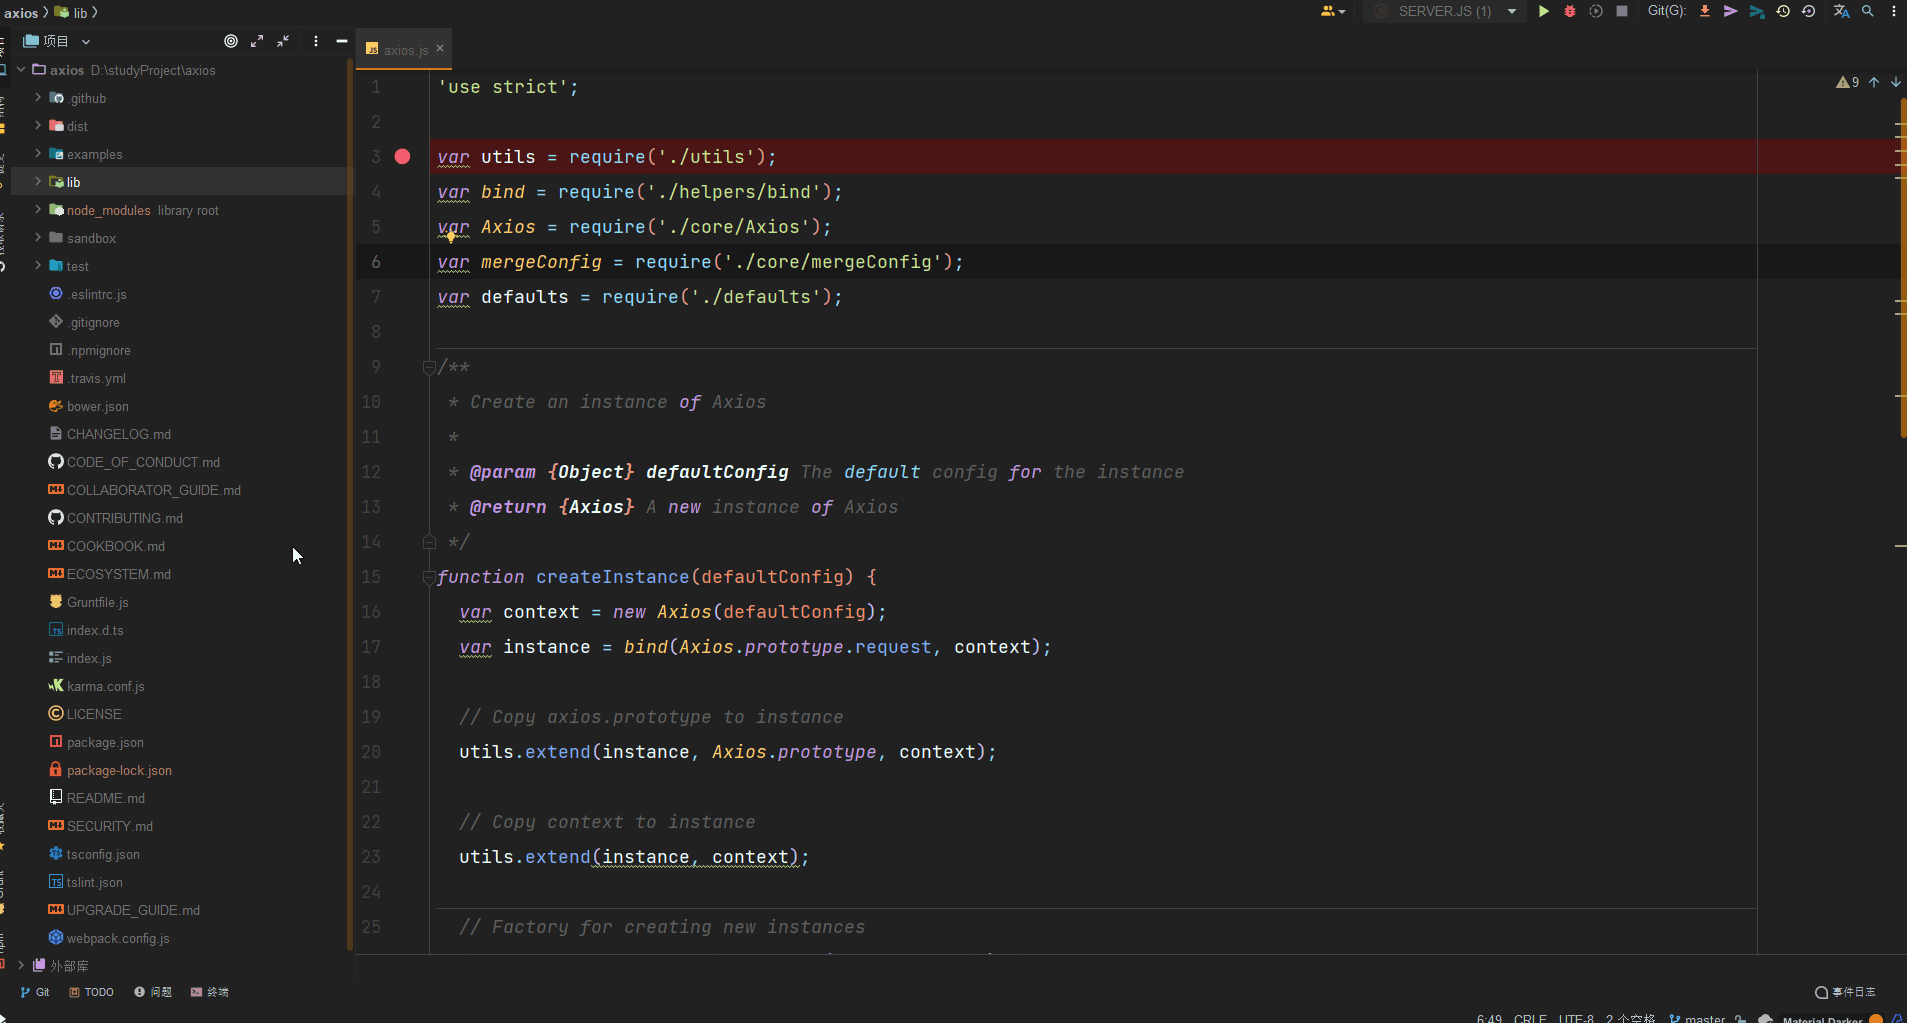 axios lib
SERVER.JS (1)
Git(G):
项目
axios D:\studyProject\axios
.github
dist
examples
lib
node_modules library root
sandbox
test
.eslintrc.js
.gitignore
.npmignore
.travis.yml
bower.json
CHANGELOG.md
CODE_OF_CONDUCT.md
COLLABORATOR_GUIDE.md
CONTRIBUTING.md
COOKBOOK.md
ECOSYSTEM.md
Gruntfile.js
index.d.ts
index.js
karma.conf.js
LICENSE
package.json
package-lock.json
README.md
SECURITY.md
tsconfig.json
tslint.json
UPGRADE_GUIDE.md
webpack.config.js
外部库
axios.js
9
1 'use strict';
2
3 var utils = require('./utils');
4 var bind = require('./helpers/bind');
5 var Axios = require('./core/Axios');
6 var mergeConfig = require('./core/mergeConfig');
7 var defaults = require('./defaults');
8
9 /**
10 * Create an instance of Axios
11 *
12 * @param {Object} defaultConfig The default config for the instance
13 * @return {Axios} A new instance of Axios
14 */
15 function createInstance(defaultConfig) {
16 var context = new Axios(defaultConfig);
17 var instance = bind(Axios.prototype.request, context);
18
19 // Copy axios.prototype to instance
20 utils.extend(instance, Axios.prototype, context);
21
22 // Copy context to instance
23 utils.extend(instance, context);
24
25 // Factory for creating new instances
Git TODO 问题 终端
事件日志
6:49 CRLF UTF-8 2 个空格 master Material Darker